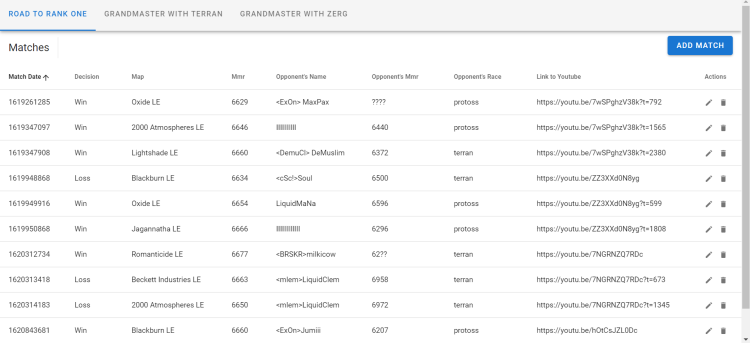 ROAD TO RANK ONE GRANDMASTER WITH TERRAN GRANDMASTER WITH ZERG
Matches ADD MATCH
Match Date Decision Map Mmr Opponent's Name Opponent's Mmr Opponent's Race Link to Youtube Actions
1619261285 Win Oxide LE 6629 <ExOn> MaxPax ???? protoss https://youtu.be/7wSPghzV38k?t=792
1619347097 Win 2000 Atmospheres LE 6646 6440 protoss https://youtu.be/7wSPghzV38k?t=1565
1619347908 Win Lightshade LE 6660 <DemuCl> DeMuslim 6372 terran https://youtu.be/7wSPghzV38k?t=2380
1619948868 Loss Blackburn LE 6634 <cSc!>Soul 6500 terran https://youtu.be/ZZ3XXd0N8yg
1619949916 Win Oxide LE 6654 LiquidMaNa 6596 protoss https://youtu.be/ZZ3XXd0N8yg?t=599
1619950868 Win Jagannatha LE 6666 6296 protoss https://youtu.be/ZZ3XXd0N8yg?t=1808
1620312734 Win Romanticide LE 6677 <BRSKR>milkicow 62?? terran https://youtu.be/7NGRNZQ7RDc
1620313418 Loss Beckett Industries LE 6663 <mlem>LiquidClem 6958 terran https://youtu.be/7NGRNZQ7RDc?t=673
1620314183 Loss 2000 Atmospheres LE 6650 <mlem>LiquidClem 6972 terran https://youtu.be/7NGRNZQ7RDc?t=1345
1620843681 Win Blackburn LE 6660 <ExOn>Jumiii 6207 protoss https://youtu.be/hOtCsJZL0Dc